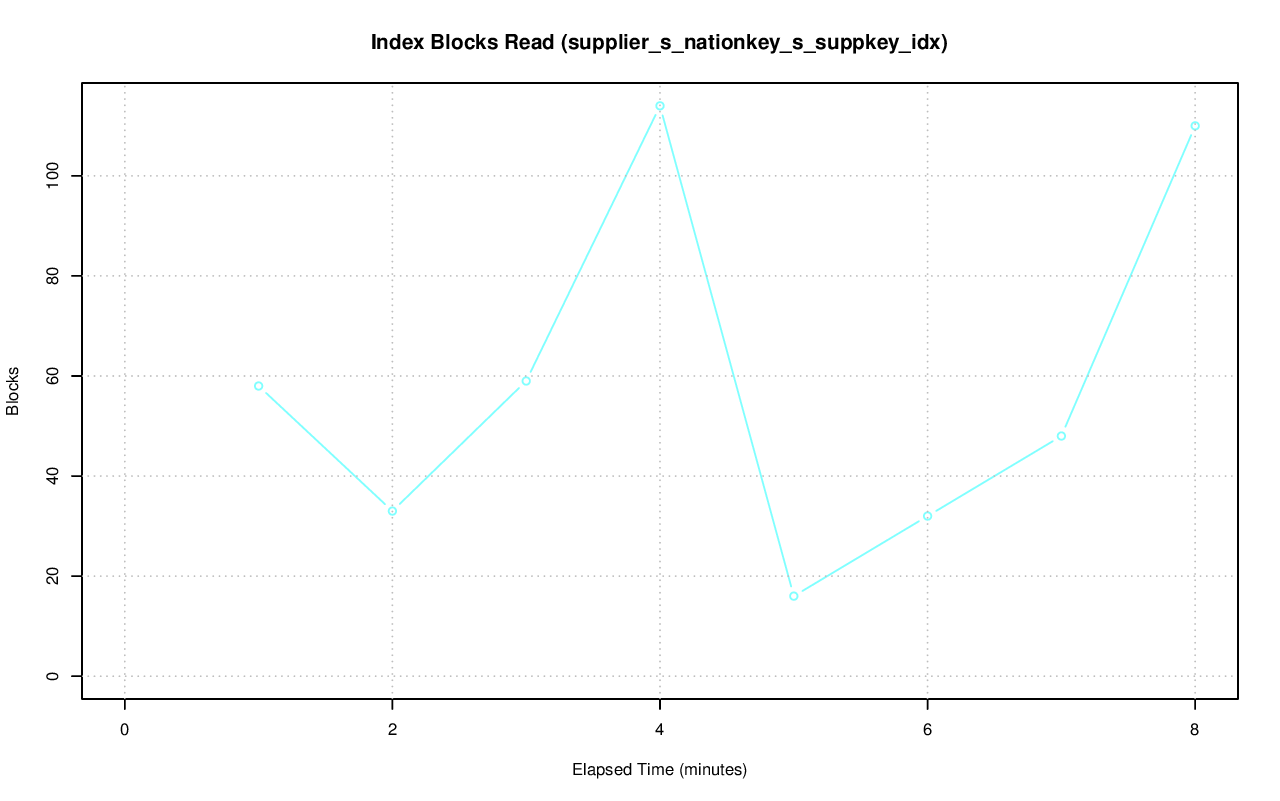 Index Blocks Read (supplier_s_nationkey_s_suppkey_idx)
Blocks
100
80
60
40
20
0
0 2 4 6 8
Elapsed Time (minutes)